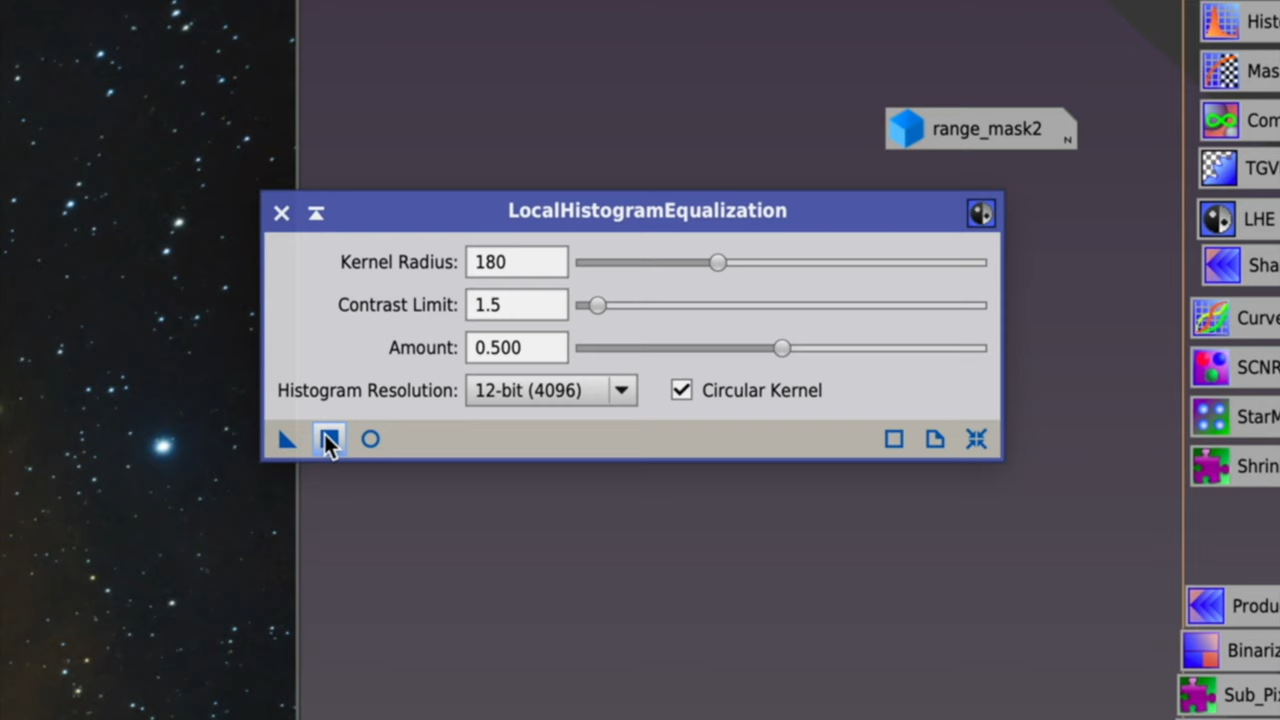 Hist
Mas
range_mask2
N
Com
TGV
LocalHistogramEqualization
LHE
Kernel Radius: 180
Sha
Contrast Limit: 1.5
Curve
Amount: 0.500
SCNR
Histogram Resolution: 12-bit (4096) Circular Kernel
StarM
Shrin
Produ
Binariz
Sub_Pix